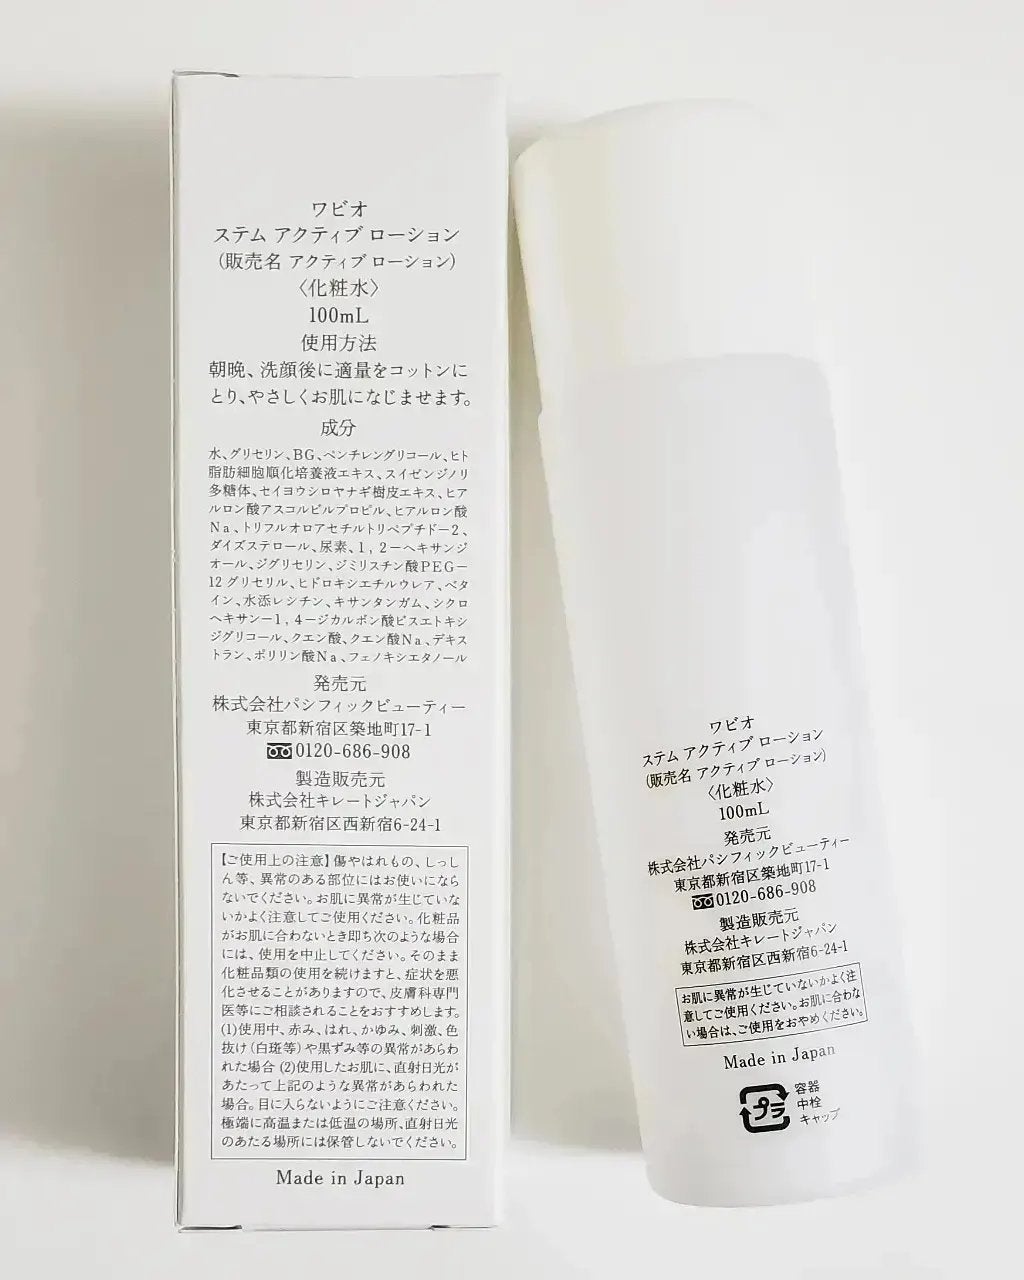 ワビオ
ステム アクティブ ローション
(販売名 アクティブ ローション)
〈化粧水〉
100mL
使用方法
朝晩、洗顔後に適量をコットンに
とり、やさしくお肌になじませます。
成分
水、グリセリン、BG、ペンチレングリコール、ヒト
脂肪細胞順化培養液エキス、スイゼンジノリ
多糖体、セイヨウシロヤナギ樹皮エキス、ヒア
ルロン酸アスコルビルプロピル、ヒアルロン酸
Na、トリフルオロアセチルトリペプチド－2、
ダイズステロール、尿素、1，2－ヘキサンジ
オール、ジグリセリン、ジミリスチン酸PEG－
12 グリセリル、ヒドロキシエチルウレア、ベタ
イン、水添レシチン、キサンタンガム、シクロ
ヘキサン－1，4－ジカルボン酸ビスエトキシ
ジグリコール、クエン酸、クエン酸Na、デキス
トラン、ポリリン酸Na、フェノキシエタノール
発売元
株式会社パシフィックビューティー
東京都新宿区築地町17-1
0120-686-908
製造販売元
株式会社キレートジャパン
東京都新宿区西新宿6-24-1
【ご使用上の注意】傷やはれもの、しっし
ん等、異常のある部位にはお使いになら
ないでください。お肌に異常が生じていな
いかよく注意してご使用ください。化粧品
がお肌に合わないとき即ち次のような場合
には、使用を中止してください。そのまま
化粧品類の使用を続けますと、症状を悪
化させることがありますので、皮膚科専門
医等にご相談されることをおすすめします。
(1)使用中、赤み、はれ、かゆみ、刺激、色
抜け（白斑等）や黒ずみ等の異常があらわ
れた場合 (2)使用したお肌に、直射日光が
あたって上記のような異常があらわれた
場合。目に入らないようにご注意ください。
極端に高温または低温の場所、直射日光
のあたる場所には保管しないでください。
Made in Japan
ワビオ
ステム アクティブ ローション
(販売名 アクティブ ローション)
〈化粧水〉
100mL
発売元
株式会社パシフィックビューティー
東京都新宿区築地町17-1
0120-686-908
製造販売元
株式会社キレートジャパン
東京都新宿区西新宿6-24-1
お肌に異常が生じていないかよく注
意してご使用ください。お肌に合わな
い場合は、ご使用をおやめください。
Made in Japan
プラ
容器
中栓
キャップ